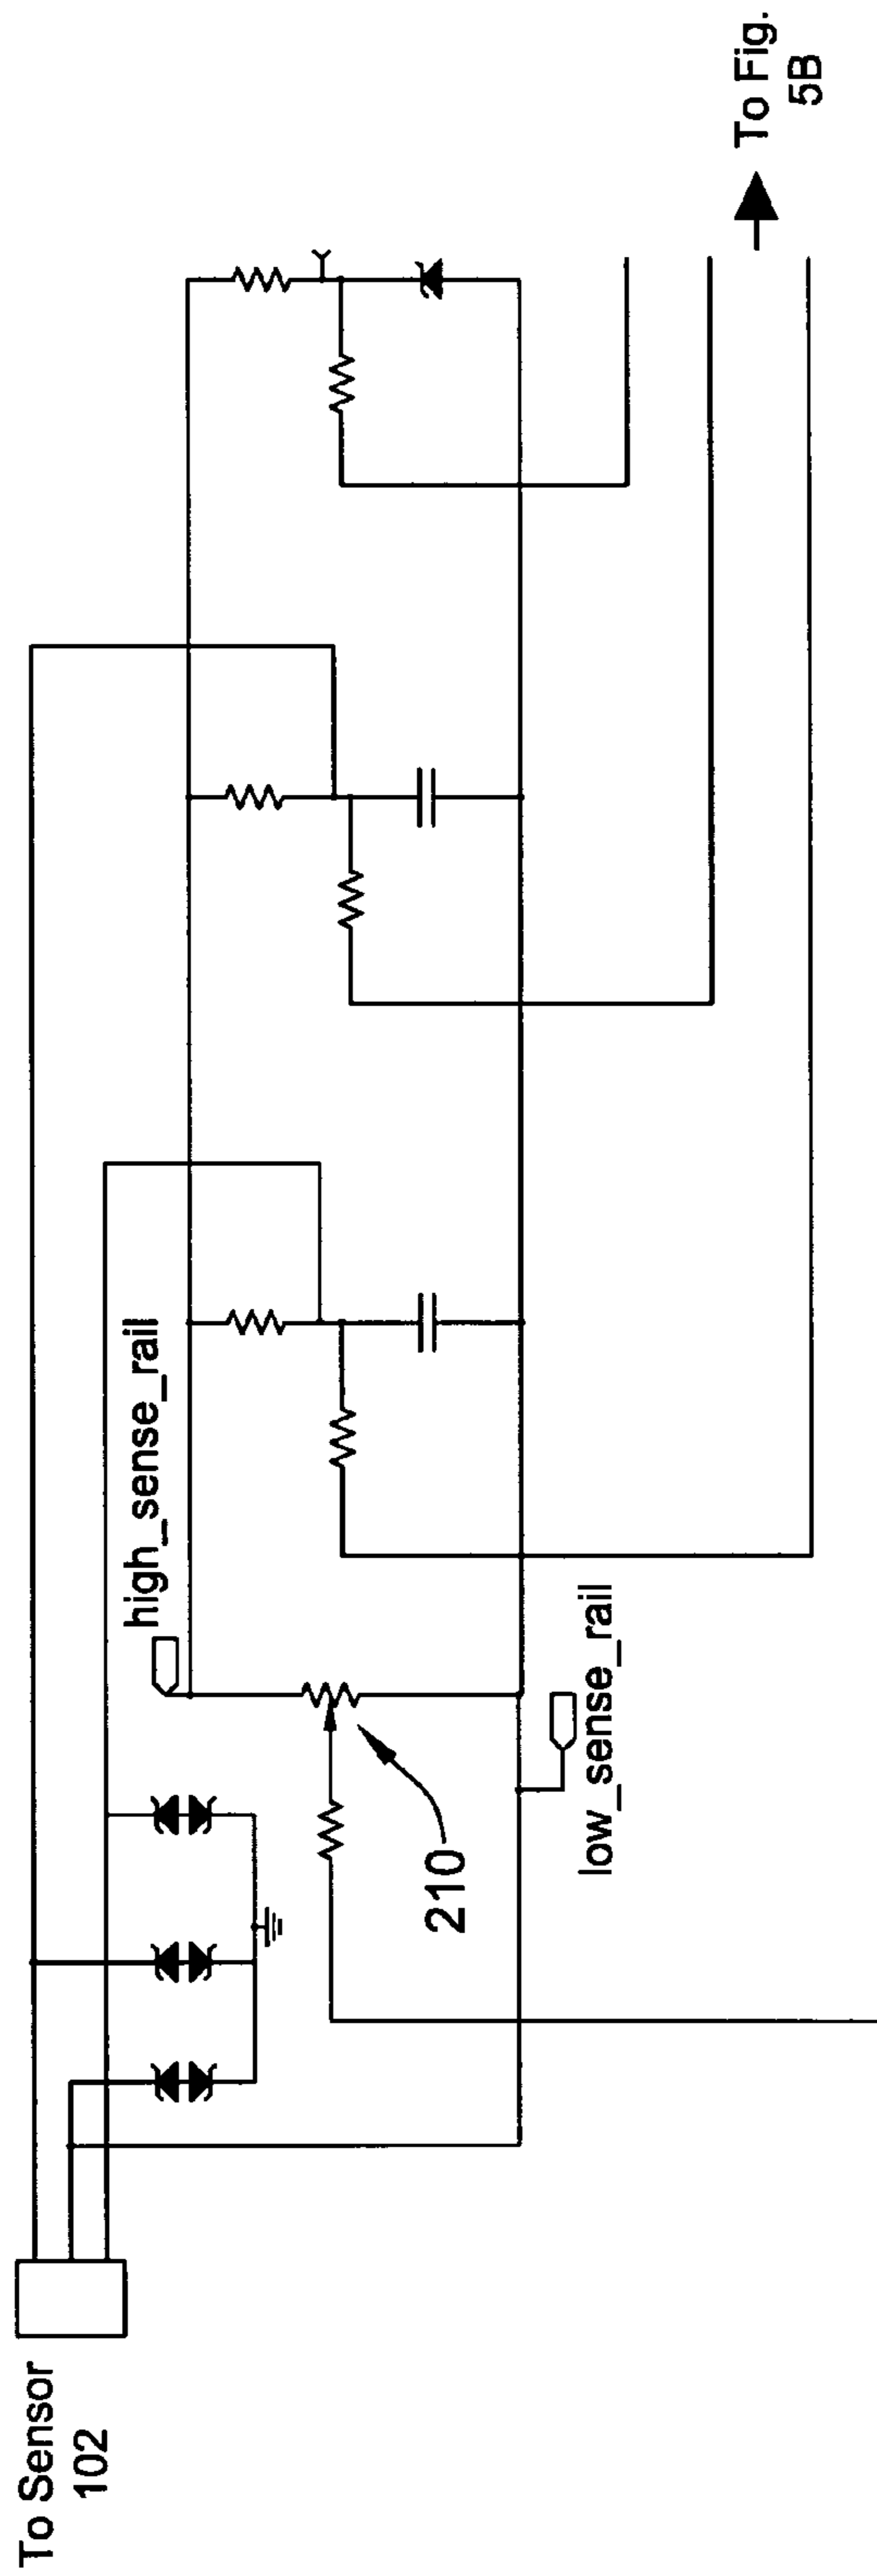 To Sensor
102
high_sense_rail
210
low_sense_rail
To Fig.
5B